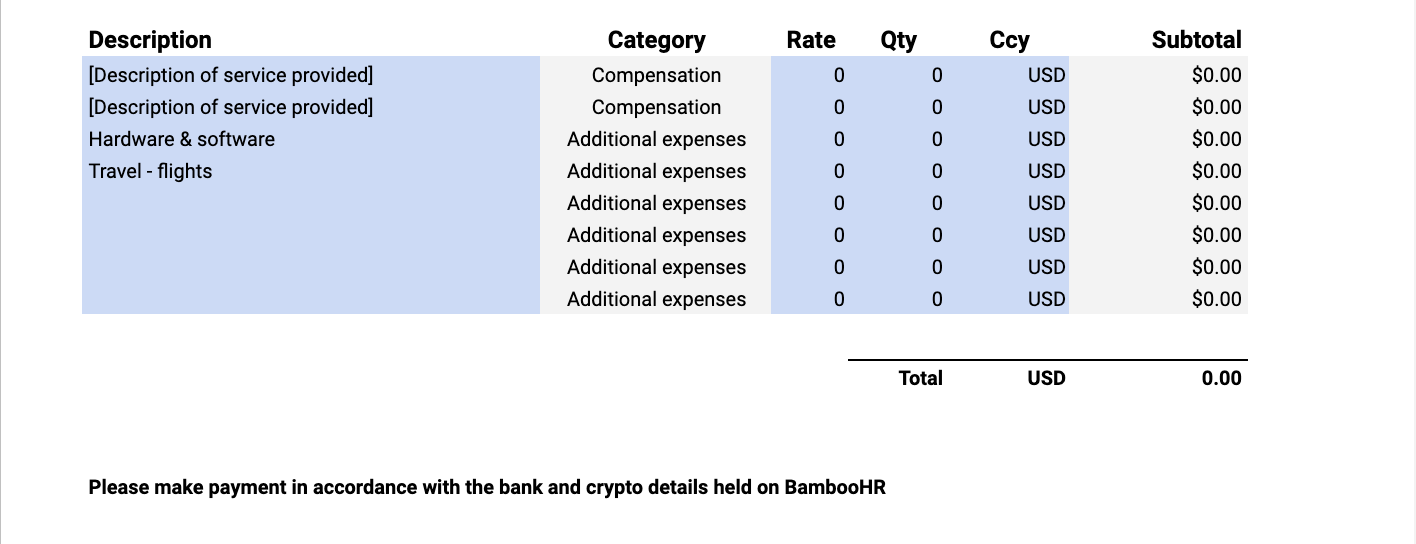 Description Category Rate Qty Ccy Subtotal
[Description of service provided] Compensation 0 0 USD $0.00
[Description of service provided] Compensation 0 0 USD $0.00
Hardware & software Additional expenses 0 0 USD $0.00
Travel - flights Additional expenses 0 0 USD $0.00
Additional expenses 0 0 USD $0.00
Additional expenses 0 0 USD $0.00
Additional expenses 0 0 USD $0.00
Additional expenses 0 0 USD $0.00
Total USD 0.00
Please make payment in accordance with the bank and crypto details held on BambooHR